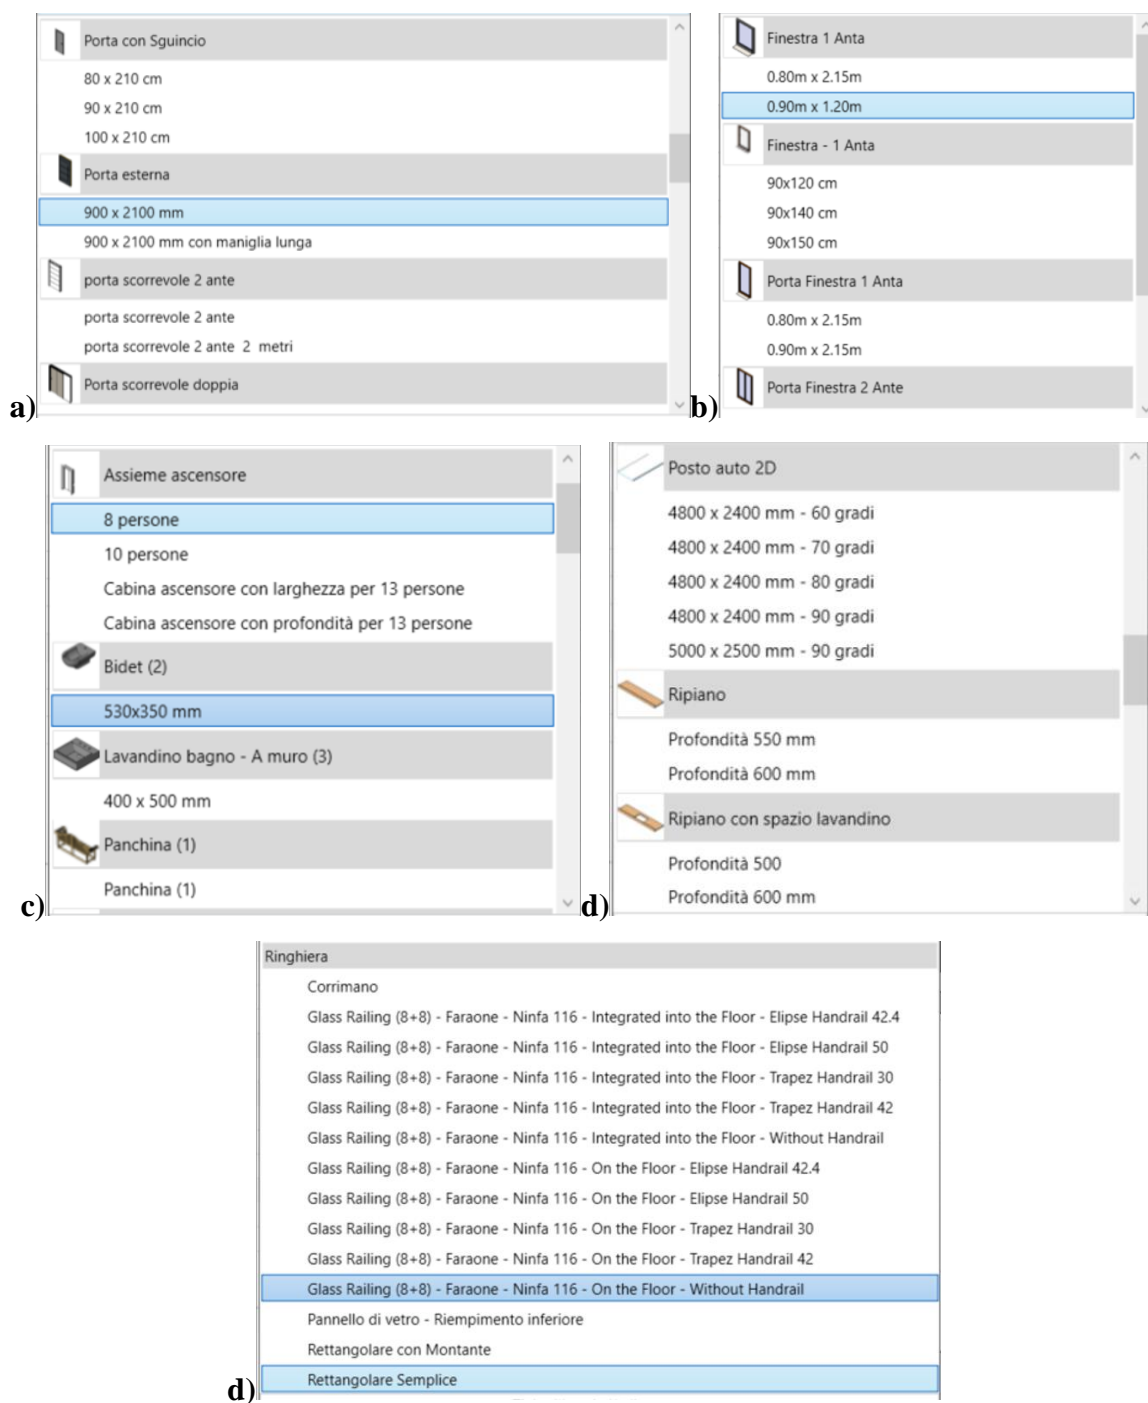 Porta con Sguincio
80 x 210 cm
90 x 210 cm
100 x 210 cm
Porta esterna
900 x 2100 mm
900 x 2100 mm con maniglia lunga
porta scorrevole 2 ante
porta scorrevole 2 ante
porta scorrevole 2 ante 2 metri
Porta scorrevole doppia
a)
Finestra 1 Anta
0.80m x 2.15m
0.90m x 1.20m
Finestra - 1 Anta
90x120 cm
90x140 cm
90x150 cm
Porta Finestra 1 Anta
0.80m x 2.15m
0.90m x 2.15m
Porta Finestra 2 Ante
b)
Assieme ascensore
8 persone
10 persone
Cabina ascensore con larghezza per 13 persone
Cabina ascensore con profondità per 13 persone
Bidet (2)
530x350 mm
Lavandino bagno - A muro (3)
400 x 500 mm
Panchina (1)
Panchina (1)
c)
Posto auto 2D
4800 x 2400 mm - 60 gradi
4800 x 2400 mm - 70 gradi
4800 x 2400 mm - 80 gradi
4800 x 2400 mm - 90 gradi
5000 x 2500 mm - 90 gradi
Ripiano
Profondità 550 mm
Profondità 600 mm
Ripiano con spazio lavandino
Profondità 500
Profondità 600 mm
d)
Ringhiera
Corrimano
Glass Railing (8+8) - Faraone - Ninfa 116 - Integrated into the Floor - Elipse Handrail 42.4
Glass Railing (8+8) - Faraone - Ninfa 116 - Integrated into the Floor - Elipse Handrail 50
Glass Railing (8+8) - Faraone - Ninfa 116 - Integrated into the Floor - Trapez Handrail 30
Glass Railing (8+8) - Faraone - Ninfa 116 - Integrated into the Floor - Trapez Handrail 42
Glass Railing (8+8) - Faraone - Ninfa 116 - Integrated into the Floor - Without Handrail
Glass Railing (8+8) - Faraone - Ninfa 116 - On the Floor - Elipse Handrail 42.4
Glass Railing (8+8) - Faraone - Ninfa 116 - On the Floor - Elipse Handrail 50
Glass Railing (8+8) - Faraone - Ninfa 116 - On the Floor - Trapez Handrail 30
Glass Railing (8+8) - Faraone - Ninfa 116 - On the Floor - Trapez Handrail 42
Glass Railing (8+8) - Faraone - Ninfa 116 - On the Floor - Without Handrail
Pannello di vetro - Riempimento inferiore
Rettangolare con Montante
Rettangolare Semplice
d)